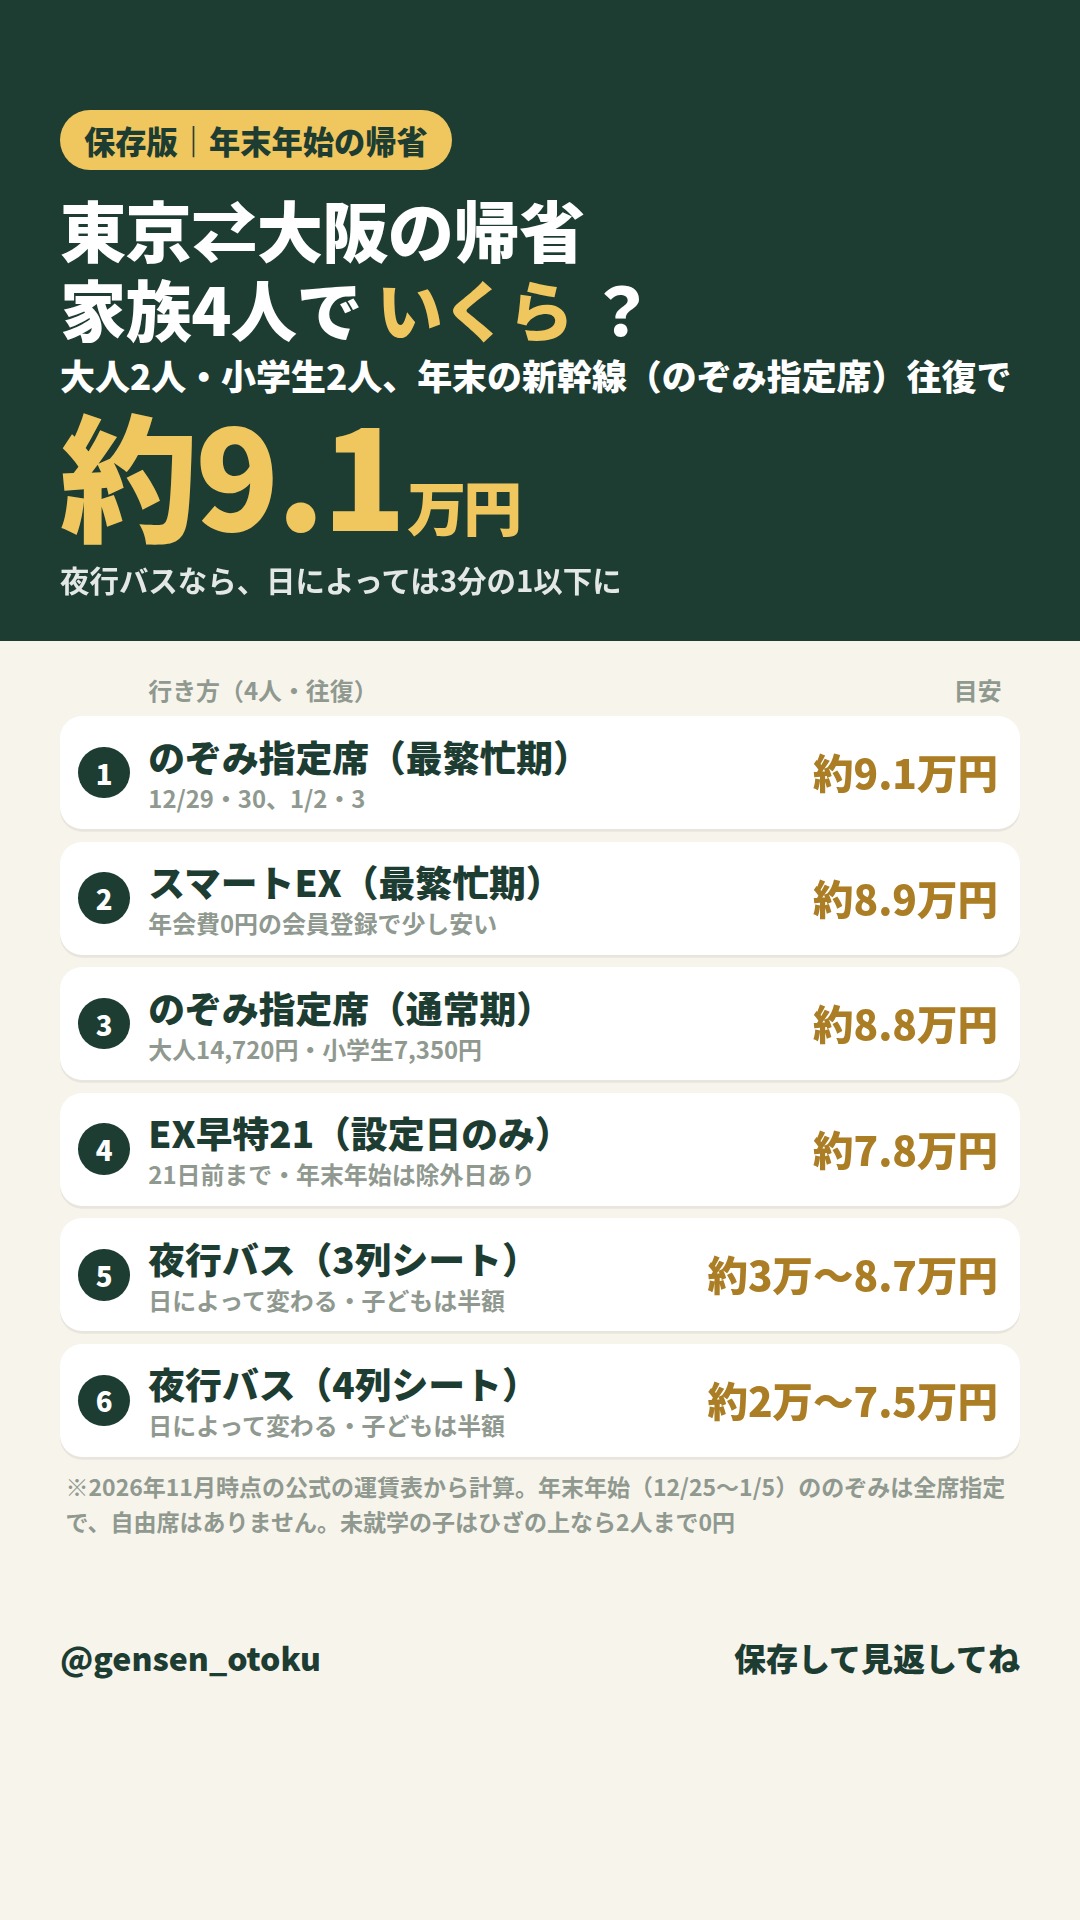 保存版｜年末年始の帰省
東京⇄大阪の帰省
家族4人で いくら ？
大人2人・小学生2人、年末の新幹線（のぞみ指定席）往復で
約9.1万円
夜行バスなら、日によっては3分の1以下に
行き方（4人・往復） 目安
1 のぞみ指定席（最繁忙期） 約9.1万円
12/29・30、1/2・3
2 スマートEX（最繁忙期） 約8.9万円
年会費0円の会員登録で少し安い
3 のぞみ指定席（通常期） 約8.8万円
大人14,720円・小学生7,350円
4 EX早特21（設定日のみ） 約7.8万円
21日前まで・年末年始は除外日あり
5 夜行バス（3列シート） 約3万〜8.7万円
日によって変わる・子どもは半額
6 夜行バス（4列シート） 約2万〜7.5万円
日によって変わる・子どもは半額
※2026年11月時点の公式の運賃表から計算。年末年始（12/25〜1/5）ののぞみは全席指定
で、自由席はありません。未就学の子はひざの上なら2人まで0円
@gensen_otoku 保存して見返してね